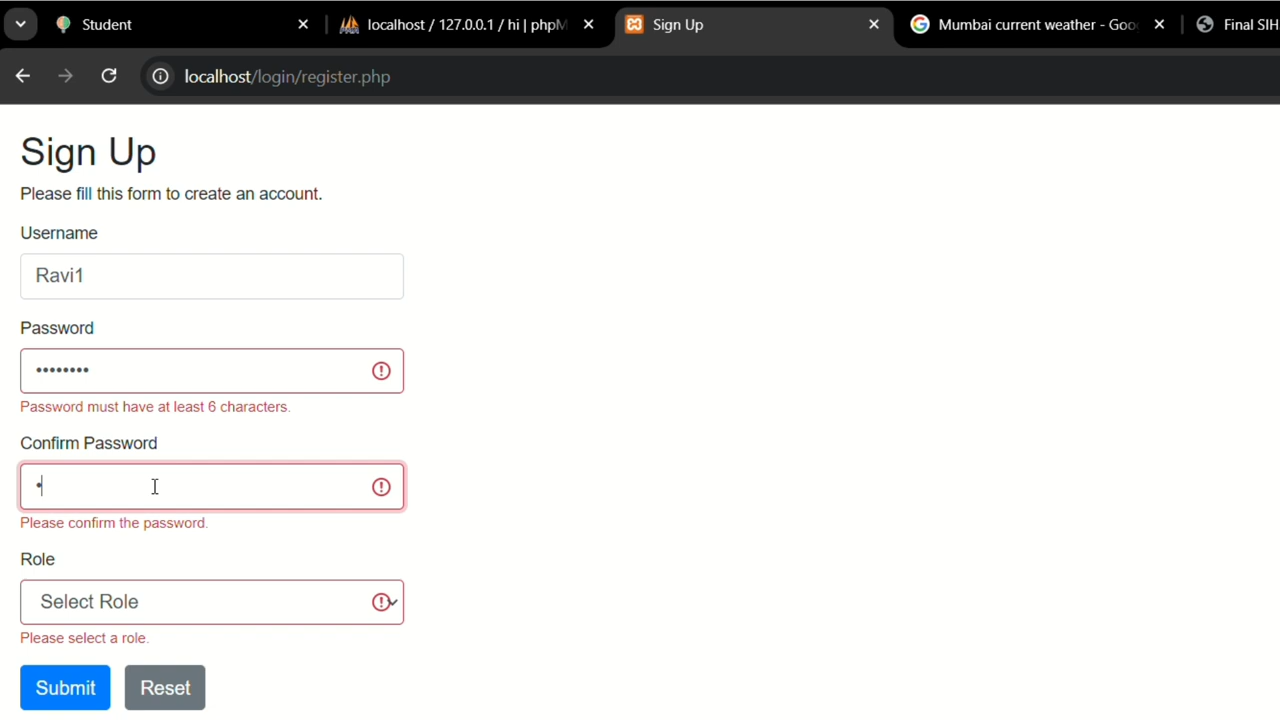 Student
localhost / 127.0.0.1 / hi | phpM
Sign Up
Mumbai current weather - Goo
Final SIH
localhost/login/register.php
Sign Up
Please fill this form to create an account.
Username
Ravi1
Password
••••••••
Password must have at least 6 characters.
Confirm Password
•
Please confirm the password.
Role
Select Role
Please select a role.
Submit
Reset